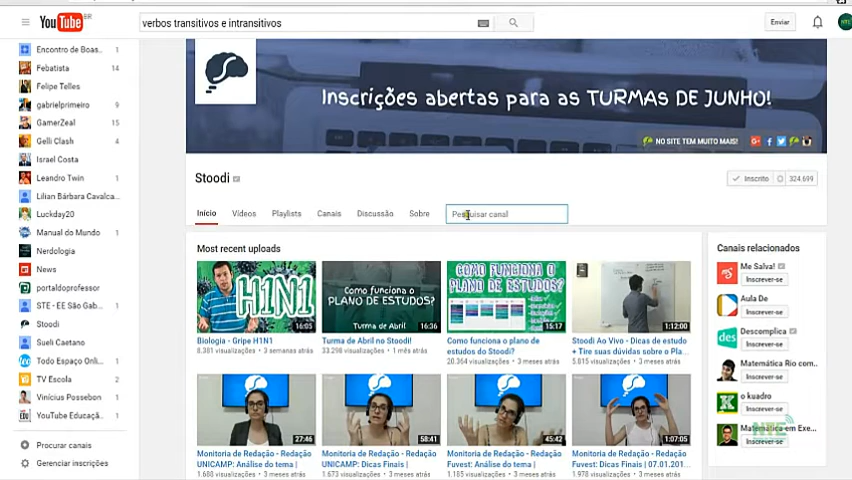 YouTube BR
verbos transitivos e intransitivos
Enviar
NTE
Encontro de Boas... 1
Febatista 14
Felipe Telles
gabrielprimeiro 9
GamerZeal 15
Geli Clash 4
Israel Costa
Leandro Twin 1
Lilian Bárbara Cavalca...
Luckday20
Manual do Mundo 1
Nerdologia
News 1
portaldoprofessor
STE - EE São Gab... 1
Stoodi
Sueli Caetano
Todo Espaço Onl... 1
TV Escola 2
Vinícius Possebon 1
EDU
YouTube Educaçã... 1
Procurar canais
Gerenciar inscrições
Inscrições abertas para as TURMAS DE JUNHO!
NO SITE TEM MUITO MAIS!
Stoodi
Inscrito
324.699
Início Vídeos Playlists Canais Discussão Sobre Pesquisar canal
Most recent uploads
H1N1
16:05
Biologia - Gripe H1N1
8.381 visualizações • 3 semanas atrás
Como funciona o
PLANO DE ESTUDOS?
Turma de Abril
16:36
Turma de Abril no Stoodi!
33.298 visualizações • 1 mês atrás
COMO FUNCIONA O
PLANO DE ESTUDOS?
15:17
Como funciona o plano de
estudos do Stoodi?
20.364 visualizações • 3 meses atrás
1:12:00
Stoodi Ao Vivo - Dicas de estudo
+ Tire suas dúvidas sobre o Pla...
5.815 visualizações • 3 meses atrás
27:46
Monitoria de Redação - Redação
UNICAMP: Análise do tema |
1.688 visualizações • 3 meses atrás
58:41
Monitoria de Redação - Redação
UNICAMP: Dicas Finais |
1.673 visualizações • 3 meses atrás
45:42
Monitoria de Redação - Redação
Fuvest: Análise do tema |
1.185 visualizações • 3 meses atrás
1:07:05
Monitoria de Redação - Redação
Fuvest: Dicas Finais | 07.01.201...
1.978 visualizações • 3 meses atrás
Canais relacionados
Me Salva!
Inscrever-se
Aula De
Inscrever-se
des
Descomplica
Inscrever-se
Matemática Rio com...
Inscrever-se
o kuadro
Inscrever-se
Matemática em Exe...
Inscrever-se
NTE